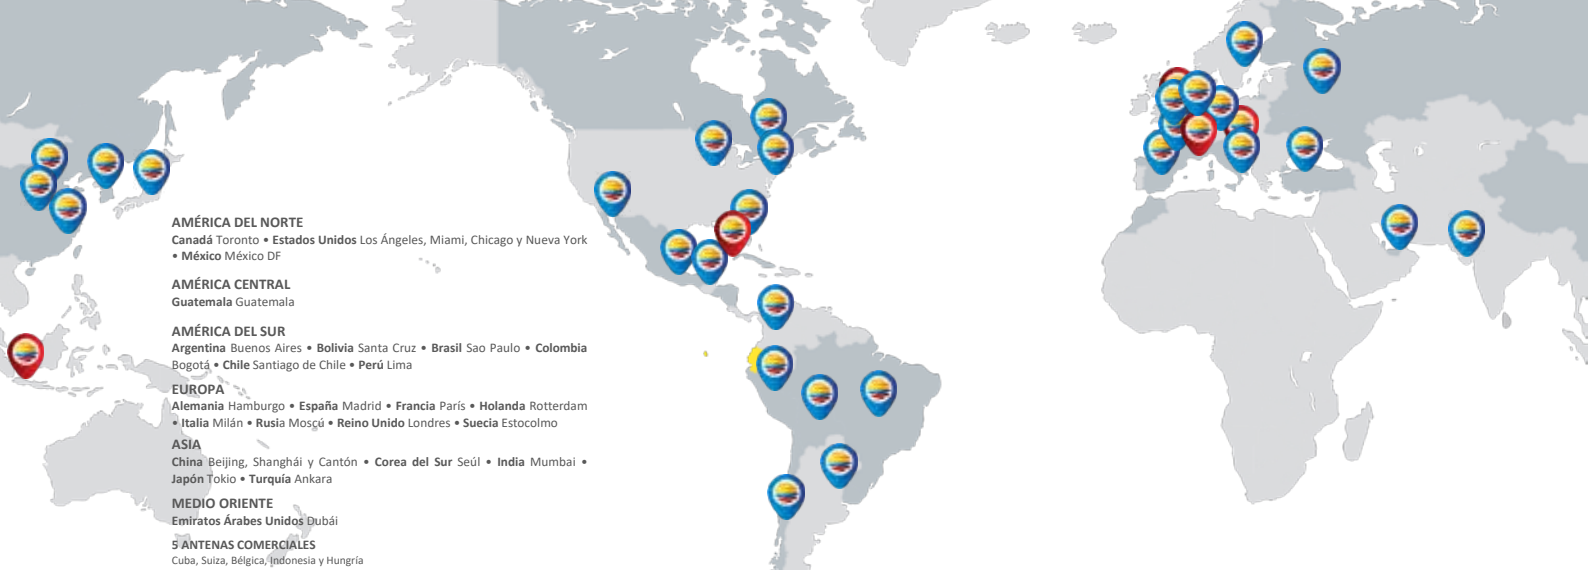 AMÉRICA DEL NORTE
Canadá Toronto • Estados Unidos Los Ángeles, Miami, Chicago y Nueva York
• México México DF
AMÉRICA CENTRAL
Guatemala Guatemala
AMÉRICA DEL SUR
Argentina Buenos Aires • Bolivia Santa Cruz • Brasil Sao Paulo • Colombia
Bogotá • Chile Santiago de Chile • Perú Lima
EUROPA
Alemania Hamburgo • España Madrid • Francia París • Holanda Rotterdam
• Italia Milán • Rusia Moscú • Reino Unido Londres • Suecia Estocolmo
ASIA
China Beijing, Shanghái y Cantón • Corea del Sur Seúl • India Mumbai •
Japón Tokio • Turquía Ankara
MEDIO ORIENTE
Emiratos Árabes Unidos Dubái
5 ANTENAS COMERCIALES
Cuba, Suiza, Bélgica, Indonesia y Hungría